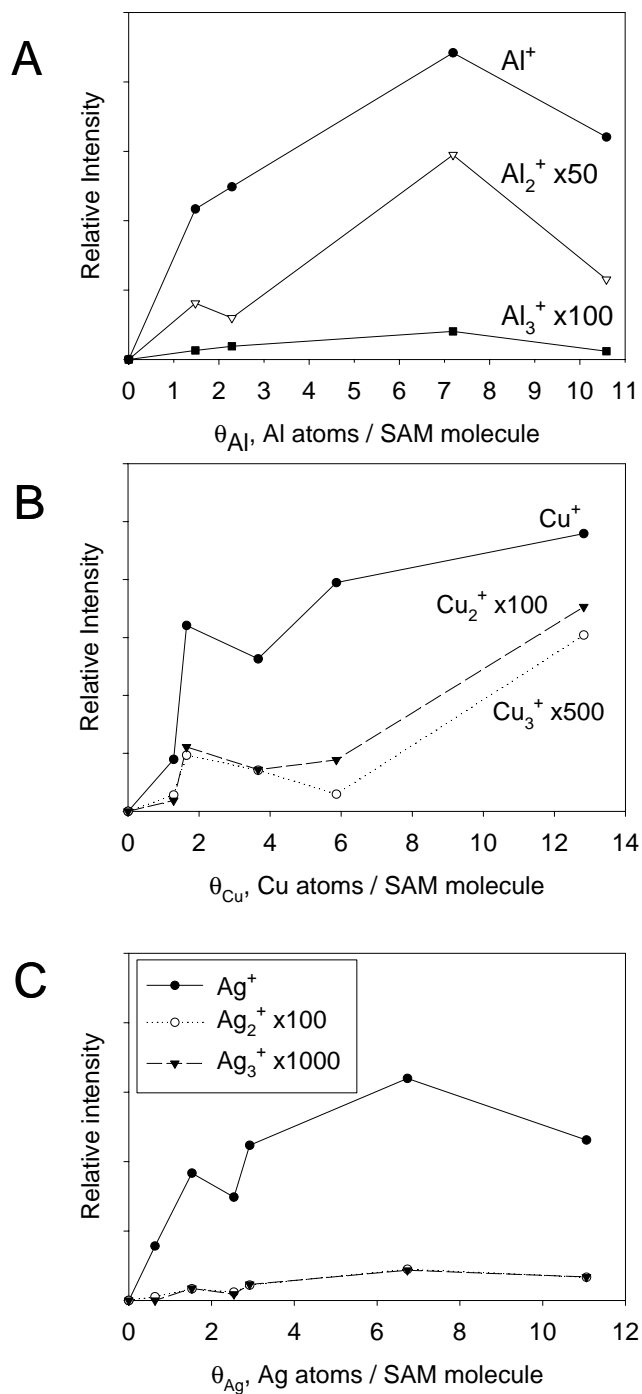 A
Relative Intensity
Al⁺
Al₂⁺ x50
Al₃⁺ x100
0 1 2 3 4 5 6 7 8 9 10 11
θ_Al, Al atoms / SAM molecule
B
Relative Intensity
Cu⁺
Cu₂⁺ x100
Cu₃⁺ x500
0 2 4 6 8 10 12 14
θ_Cu, Cu atoms / SAM molecule
C
Relative intensity
Ag⁺
Ag₂⁺ x100
Ag₃⁺ x1000
0 2 4 6 8 10 12
θ_Ag, Ag atoms / SAM molecule